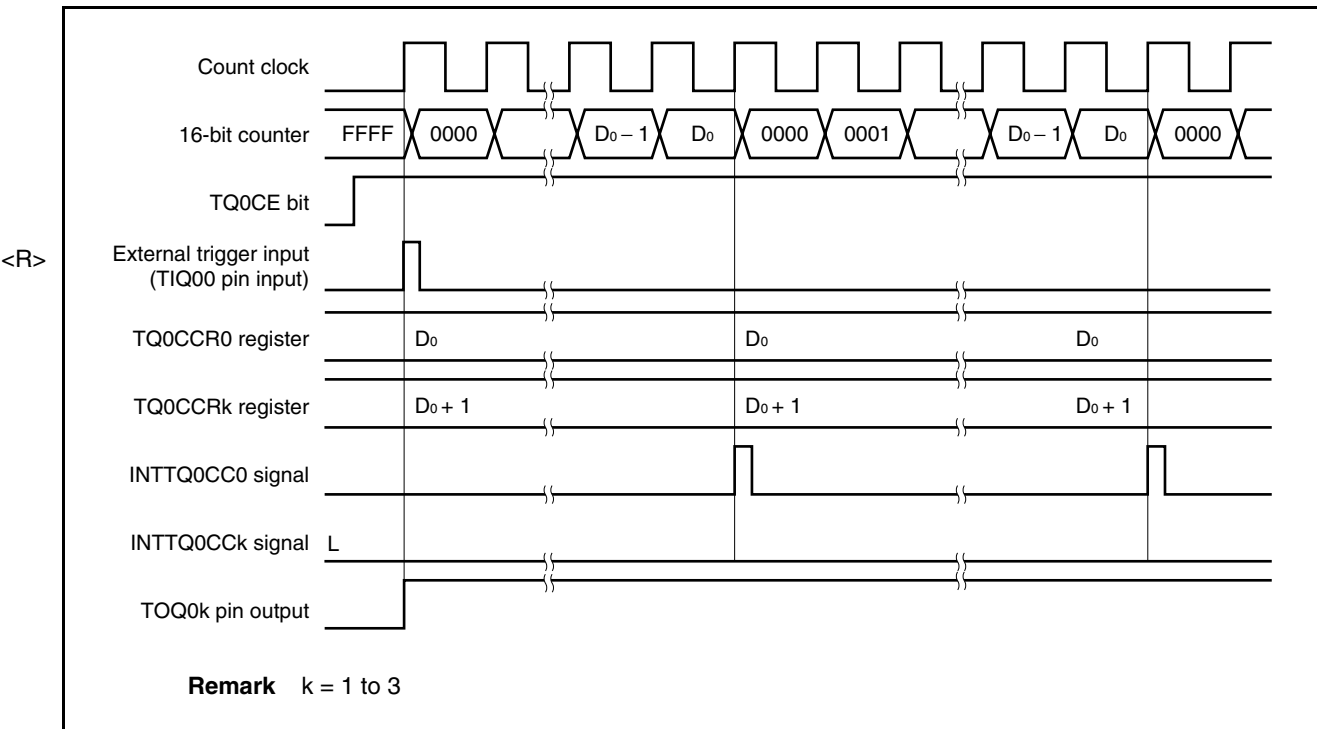 Count clock
16-bit counter FFFF 0000 D0 – 1 D0 0000 0001 D0 – 1 D0 0000
TQ0CE bit
<R>
External trigger input
(TIQ00 pin input)
TQ0CCR0 register D0 D0 D0
TQ0CCRk register D0 + 1 D0 + 1 D0 + 1
INTTQ0CC0 signal
INTTQ0CCk signal L
TOQ0k pin output
Remark k = 1 to 3